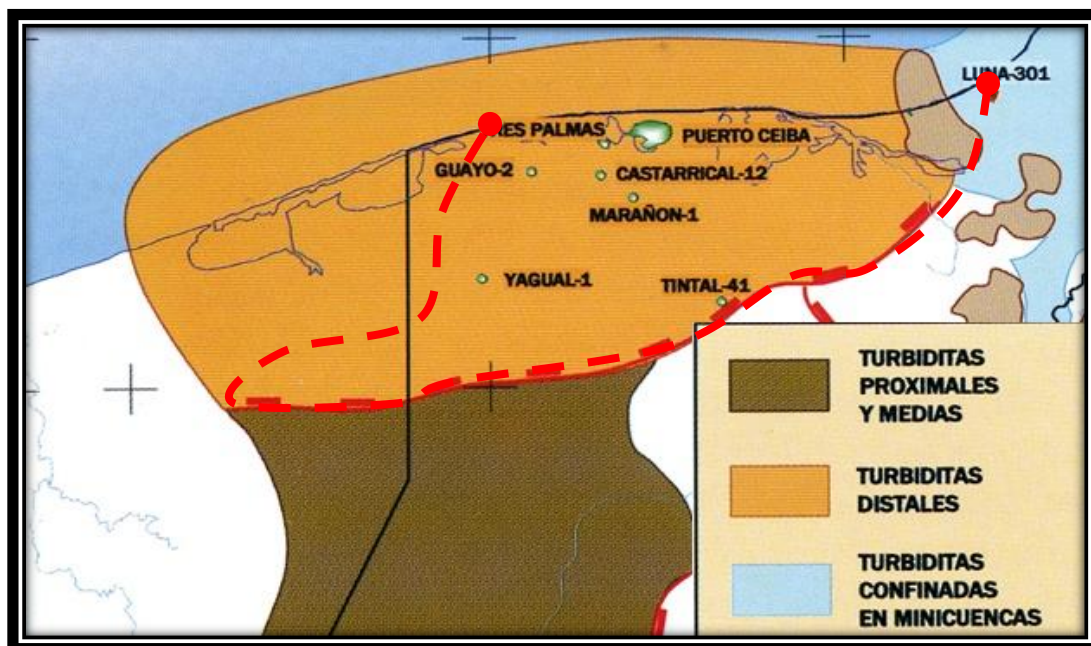 LUNA-301
RES PALMAS
PUERTO CEIBA
GUAYO-2
CASTARRICAL-12
MARAÑON-1
YAGUAL-1
TINTAL-41
TURBIDITAS
PROXIMALES
Y MEDIAS
TURBIDITAS
DISTALES
TURBIDITAS
CONFINADAS
EN MINICUENCAS